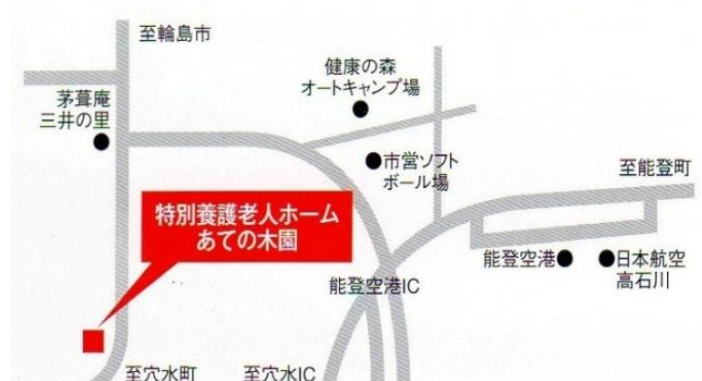 至輪島市
健康の森
オートキャンプ場
茅葺庵
三井の里
市営ソフト
ボール場
至能登町
特別養護老人ホーム
あての木園
能登空港
日本航空
高石川
能登空港IC
至穴水町
至穴水IC